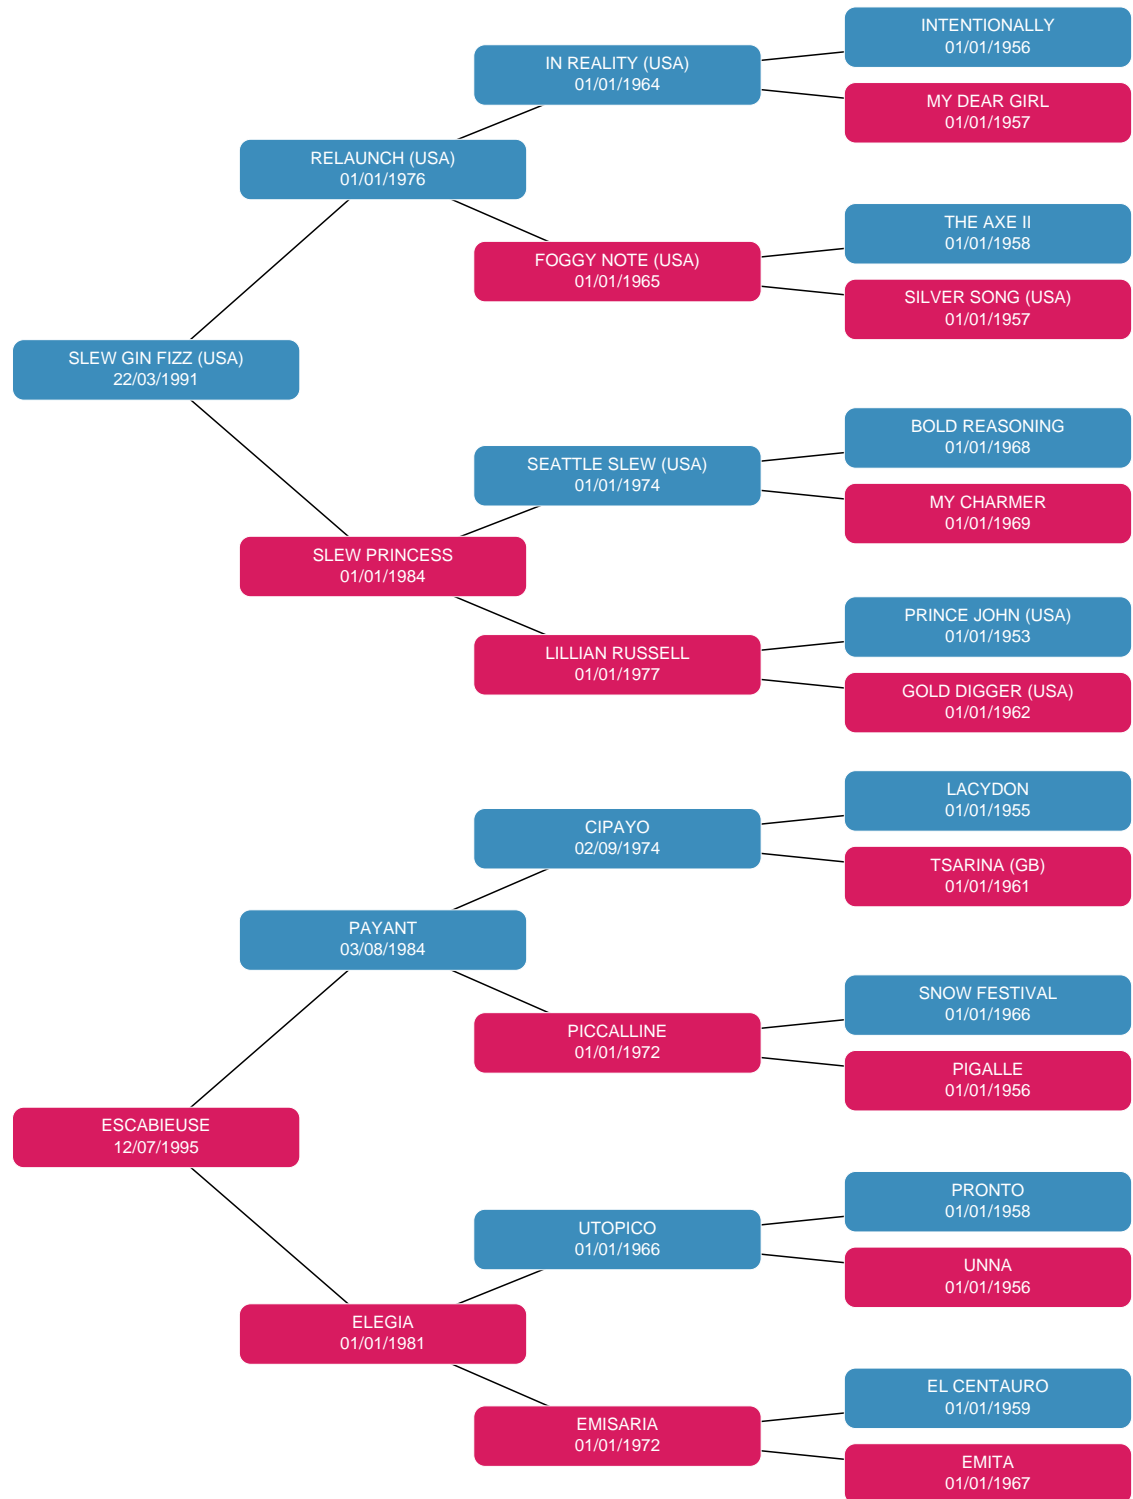 INTENTIONALLY
01/01/1956
IN REALITY (USA)
01/01/1964
MY DEAR GIRL
01/01/1957
RELAUNCH (USA)
01/01/1976
THE AXE II
01/01/1958
FOGGY NOTE (USA)
01/01/1965
SILVER SONG (USA)
01/01/1957
SLEW GIN FIZZ (USA)
22/03/1991
BOLD REASONING
01/01/1968
SEATTLE SLEW (USA)
01/01/1974
MY CHARMER
01/01/1969
SLEW PRINCESS
01/01/1984
PRINCE JOHN (USA)
01/01/1953
LILLIAN RUSSELL
01/01/1977
GOLD DIGGER (USA)
01/01/1962
LACYDON
01/01/1955
CIPAYO
02/09/1974
TSARINA (GB)
01/01/1961
PAYANT
03/08/1984
SNOW FESTIVAL
01/01/1966
PICCALLINE
01/01/1972
PIGALLE
01/01/1956
ESCABIEUSE
12/07/1995
PRONTO
01/01/1958
UTOPICO
01/01/1966
UNNA
01/01/1956
ELEGIA
01/01/1981
EL CENTAURO
01/01/1959
EMISARIA
01/01/1972
EMITA
01/01/1967